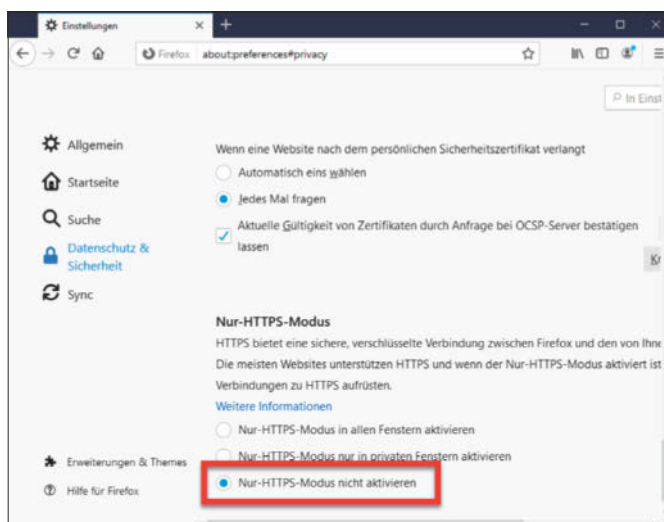 Einstellungen
Firefox about:preferences#privacy
In Einst
Allgemein
Startseite
Suche
Datenschutz &
Sicherheit
Sync
Erweiterungen & Themes
Hilfe für Firefox
Wenn eine Website nach dem persönlichen Sicherheitszertifikat verlangt
Automatisch eins wählen
Jedes Mal fragen
Aktuelle Gültigkeit von Zertifikaten durch Anfrage bei OCSP-Server bestätigen
lassen
Kr
Nur-HTTPS-Modus
HTTPS bietet eine sichere, verschlüsselte Verbindung zwischen Firefox und den von Ihne
Die meisten Websites unterstützen HTTPS und wenn der Nur-HTTPS-Modus aktiviert ist
Verbindungen zu HTTPS aufrüsten.
Weitere Informationen
Nur-HTTPS-Modus in allen Fenstern aktivieren
Nur-HTTPS-Modus nur in privaten Fenstern aktivieren
Nur-HTTPS-Modus nicht aktivieren